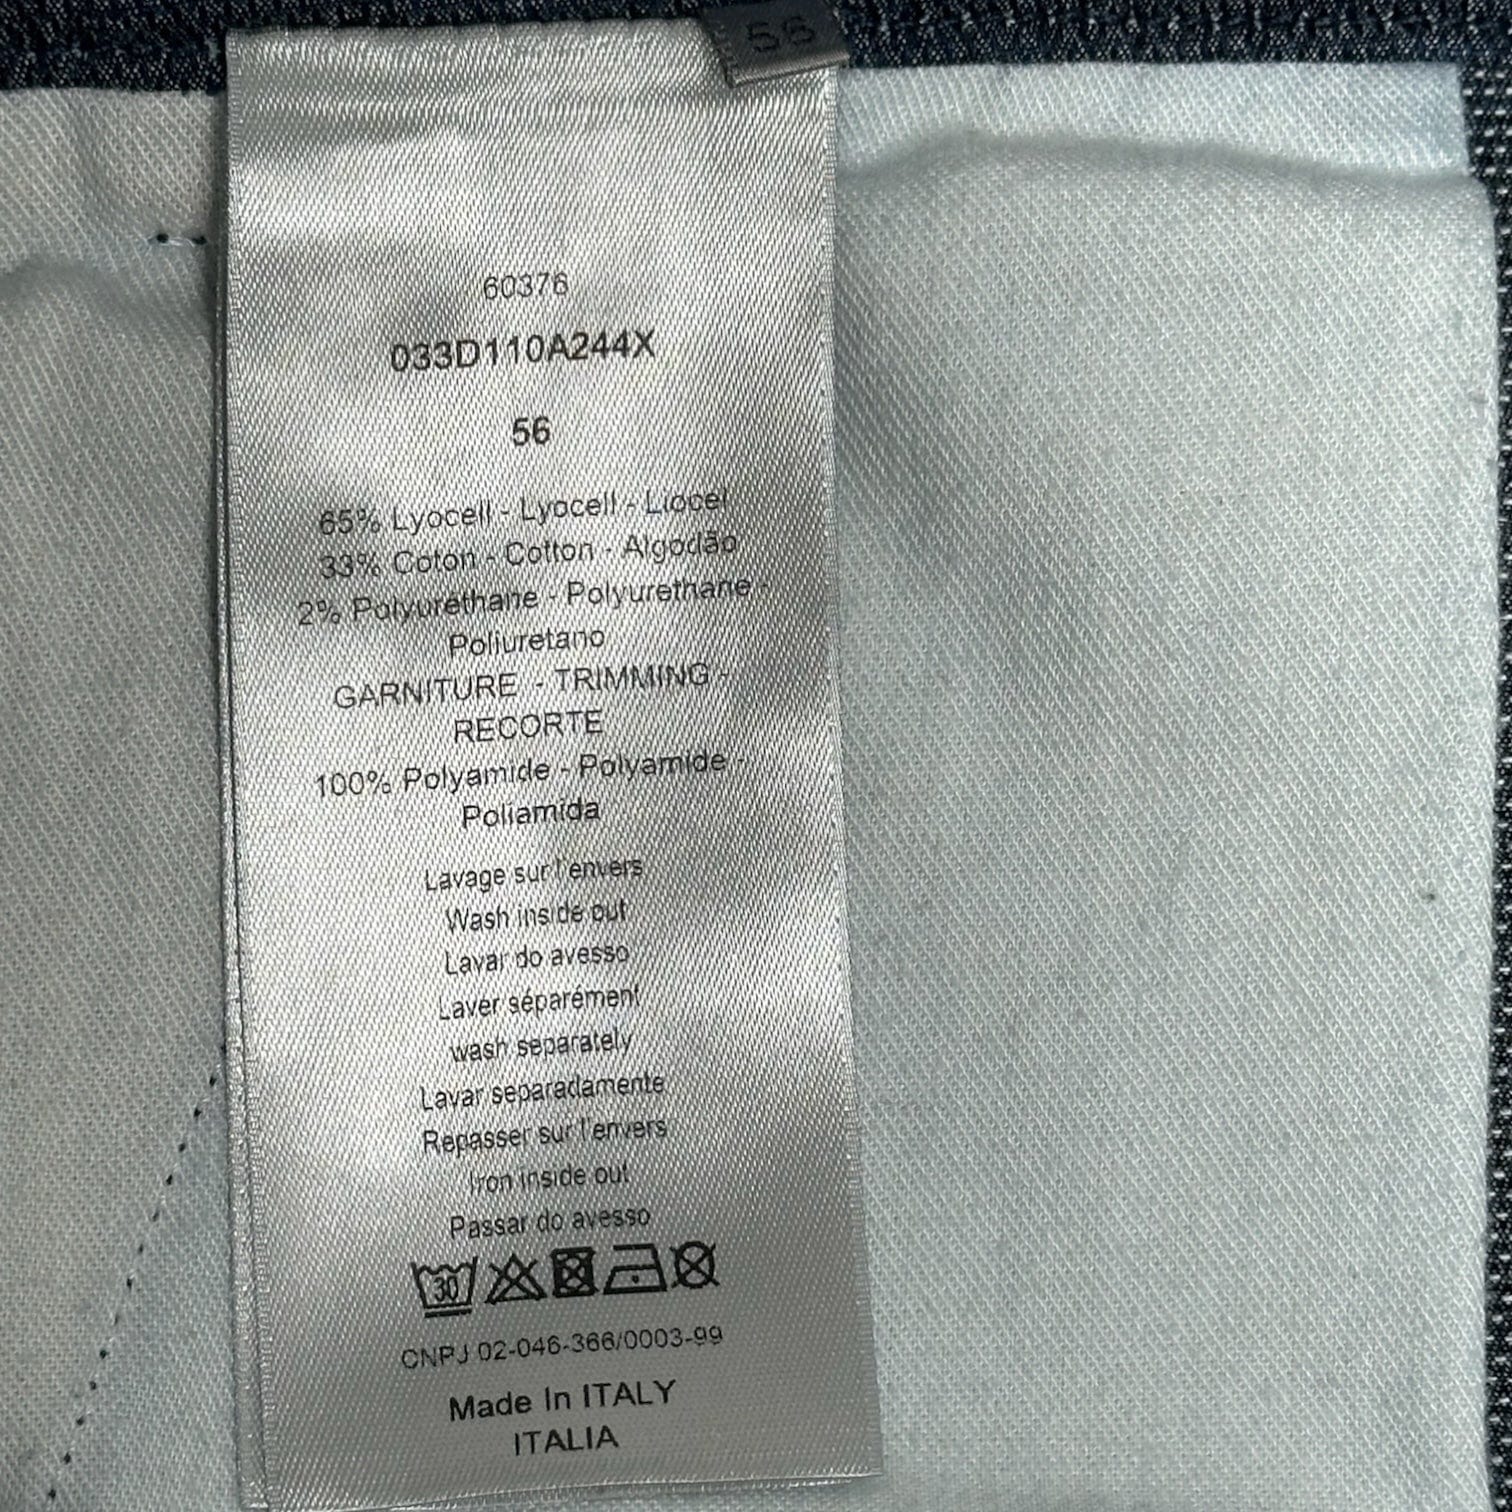 56
60376
033D110A244X
56
65% Lyocell - Lyocell - Liocel
33% Coton - Cotton - Algodão
2% Polyurethane - Polyurethane -
Poliuretano
GARNITURE - TRIMMING -
RECORTE
100% Polyamide - Polyamide -
Poliamida
Lavage sur l'envers
Wash inside out
Lavar do avesso
Laver séparément
wash separately
Lavar separadamente
Repasser sur l'envers
Iron inside out
Passar do avesso
30
CNPJ 02-046-366/0003-99
Made In ITALY
ITALIA